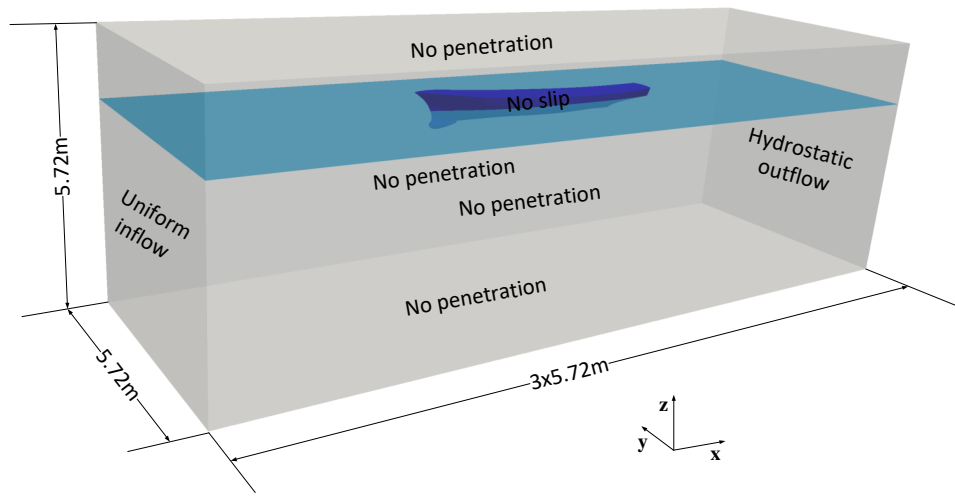 No penetration
No slip
5.72m
No penetration
Hydrostatic
outflow
No penetration
Uniform
inflow
No penetration
5.72m
3x5.72m
z
y
x